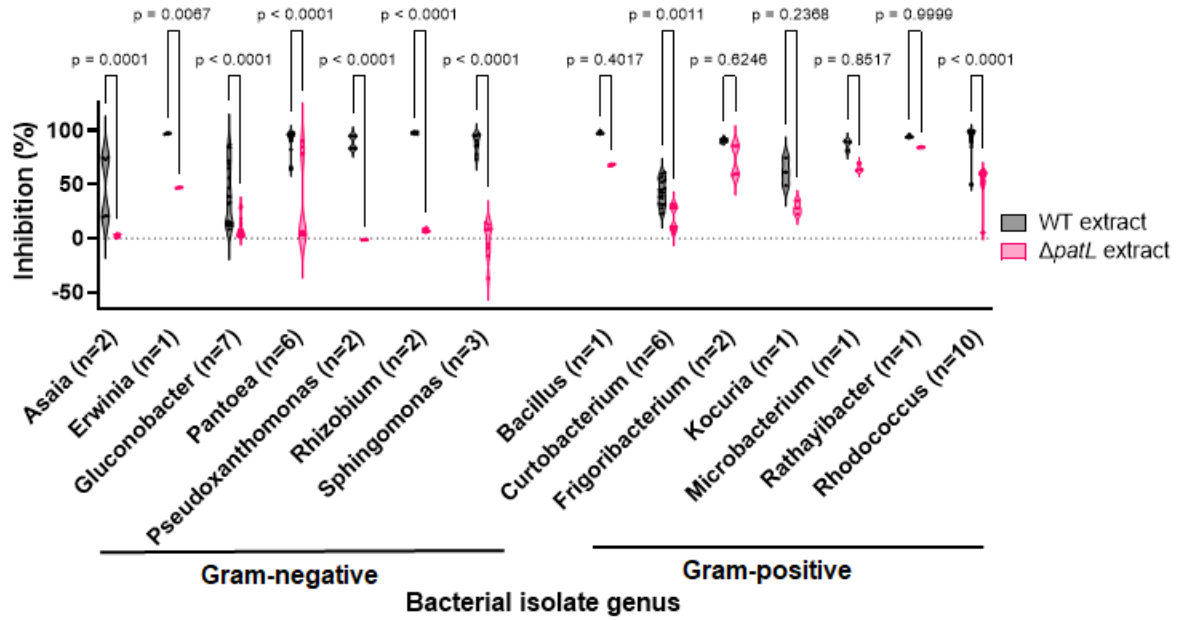 p = 0.0067 p < 0.0001 p < 0.0001 p = 0.0011 p = 0.2368 p = 0.9999
p = 0.0001 p < 0.0001 p < 0.0001 p < 0.0001 p = 0.4017 p = 0.6246 p = 0.8517 p < 0.0001
Inhibition (%)
100
50
0
-50
WT extract
ΔpatL extract
Asaia (n=2)
Erwinia (n=1)
Gluconobacter (n=7)
Pantoea (n=6)
Pseudoxanthomonas (n=2)
Rhizobium (n=2)
Sphingomonas (n=3)
Bacillus (n=1)
Curtobacterium (n=6)
Frigoribacterium (n=2)
Kocuria (n=1)
Microbacterium (n=1)
Rathayibacter (n=1)
Rhodococcus (n=10)
Gram-negative
Gram-positive
Bacterial isolate genus